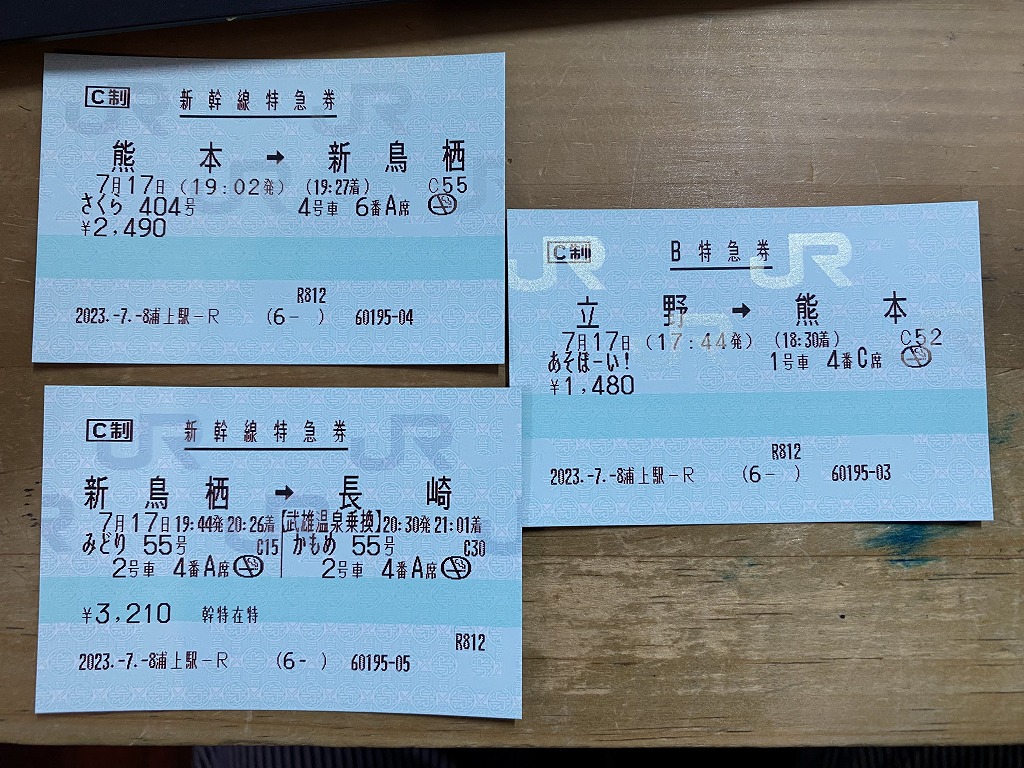 C制 新幹線特急券
熊本 → 新鳥栖
7月17日 (19:02発) (19:27着) C55
さくら 404号 4号車 6番A席
¥2,490
R812
2023.-7.-8浦上駅-R (6- ) 60195-04
C制 新幹線特急券
新鳥栖 → 長崎
7月17日 19:44発 20:26着【武雄温泉乗換】20:30発 21:01着
みどり 55号 C15 かもめ 55号 C30
2号車 4番A席 2号車 4番A席
¥3,210 幹特在特
R812
2023.-7.-8浦上駅-R (6- ) 60195-05
C制 B特急券
立野 → 熊本
7月17日 (17:44発) (18:30着) C52
あそぼーい! 1号車 4番C席
¥1,480
R812
2023.-7.-8浦上駅-R (6- ) 60195-03